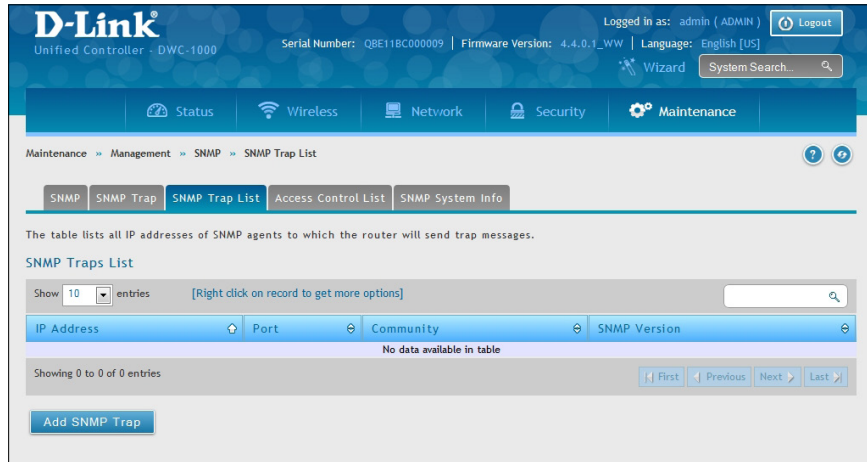 D-Link®
Unified Controller - DWC-1000
Logged in as: admin ( ADMIN ) Logout
Serial Number: QBE11BC000009 | Firmware Version: 4.4.0.1_WW | Language: English [US]
Wizard System Search...
Status Wireless Network Security Maintenance
Maintenance » Management » SNMP » SNMP Trap List
SNMP SNMP Trap SNMP Trap List Access Control List SNMP System Info
The table lists all IP addresses of SNMP agents to which the router will send trap messages.
SNMP Traps List
Show 10 entries [Right click on record to get more options]
IP Address Port Community SNMP Version
No data available in table
Showing 0 to 0 of 0 entries First Previous Next Last
Add SNMP Trap